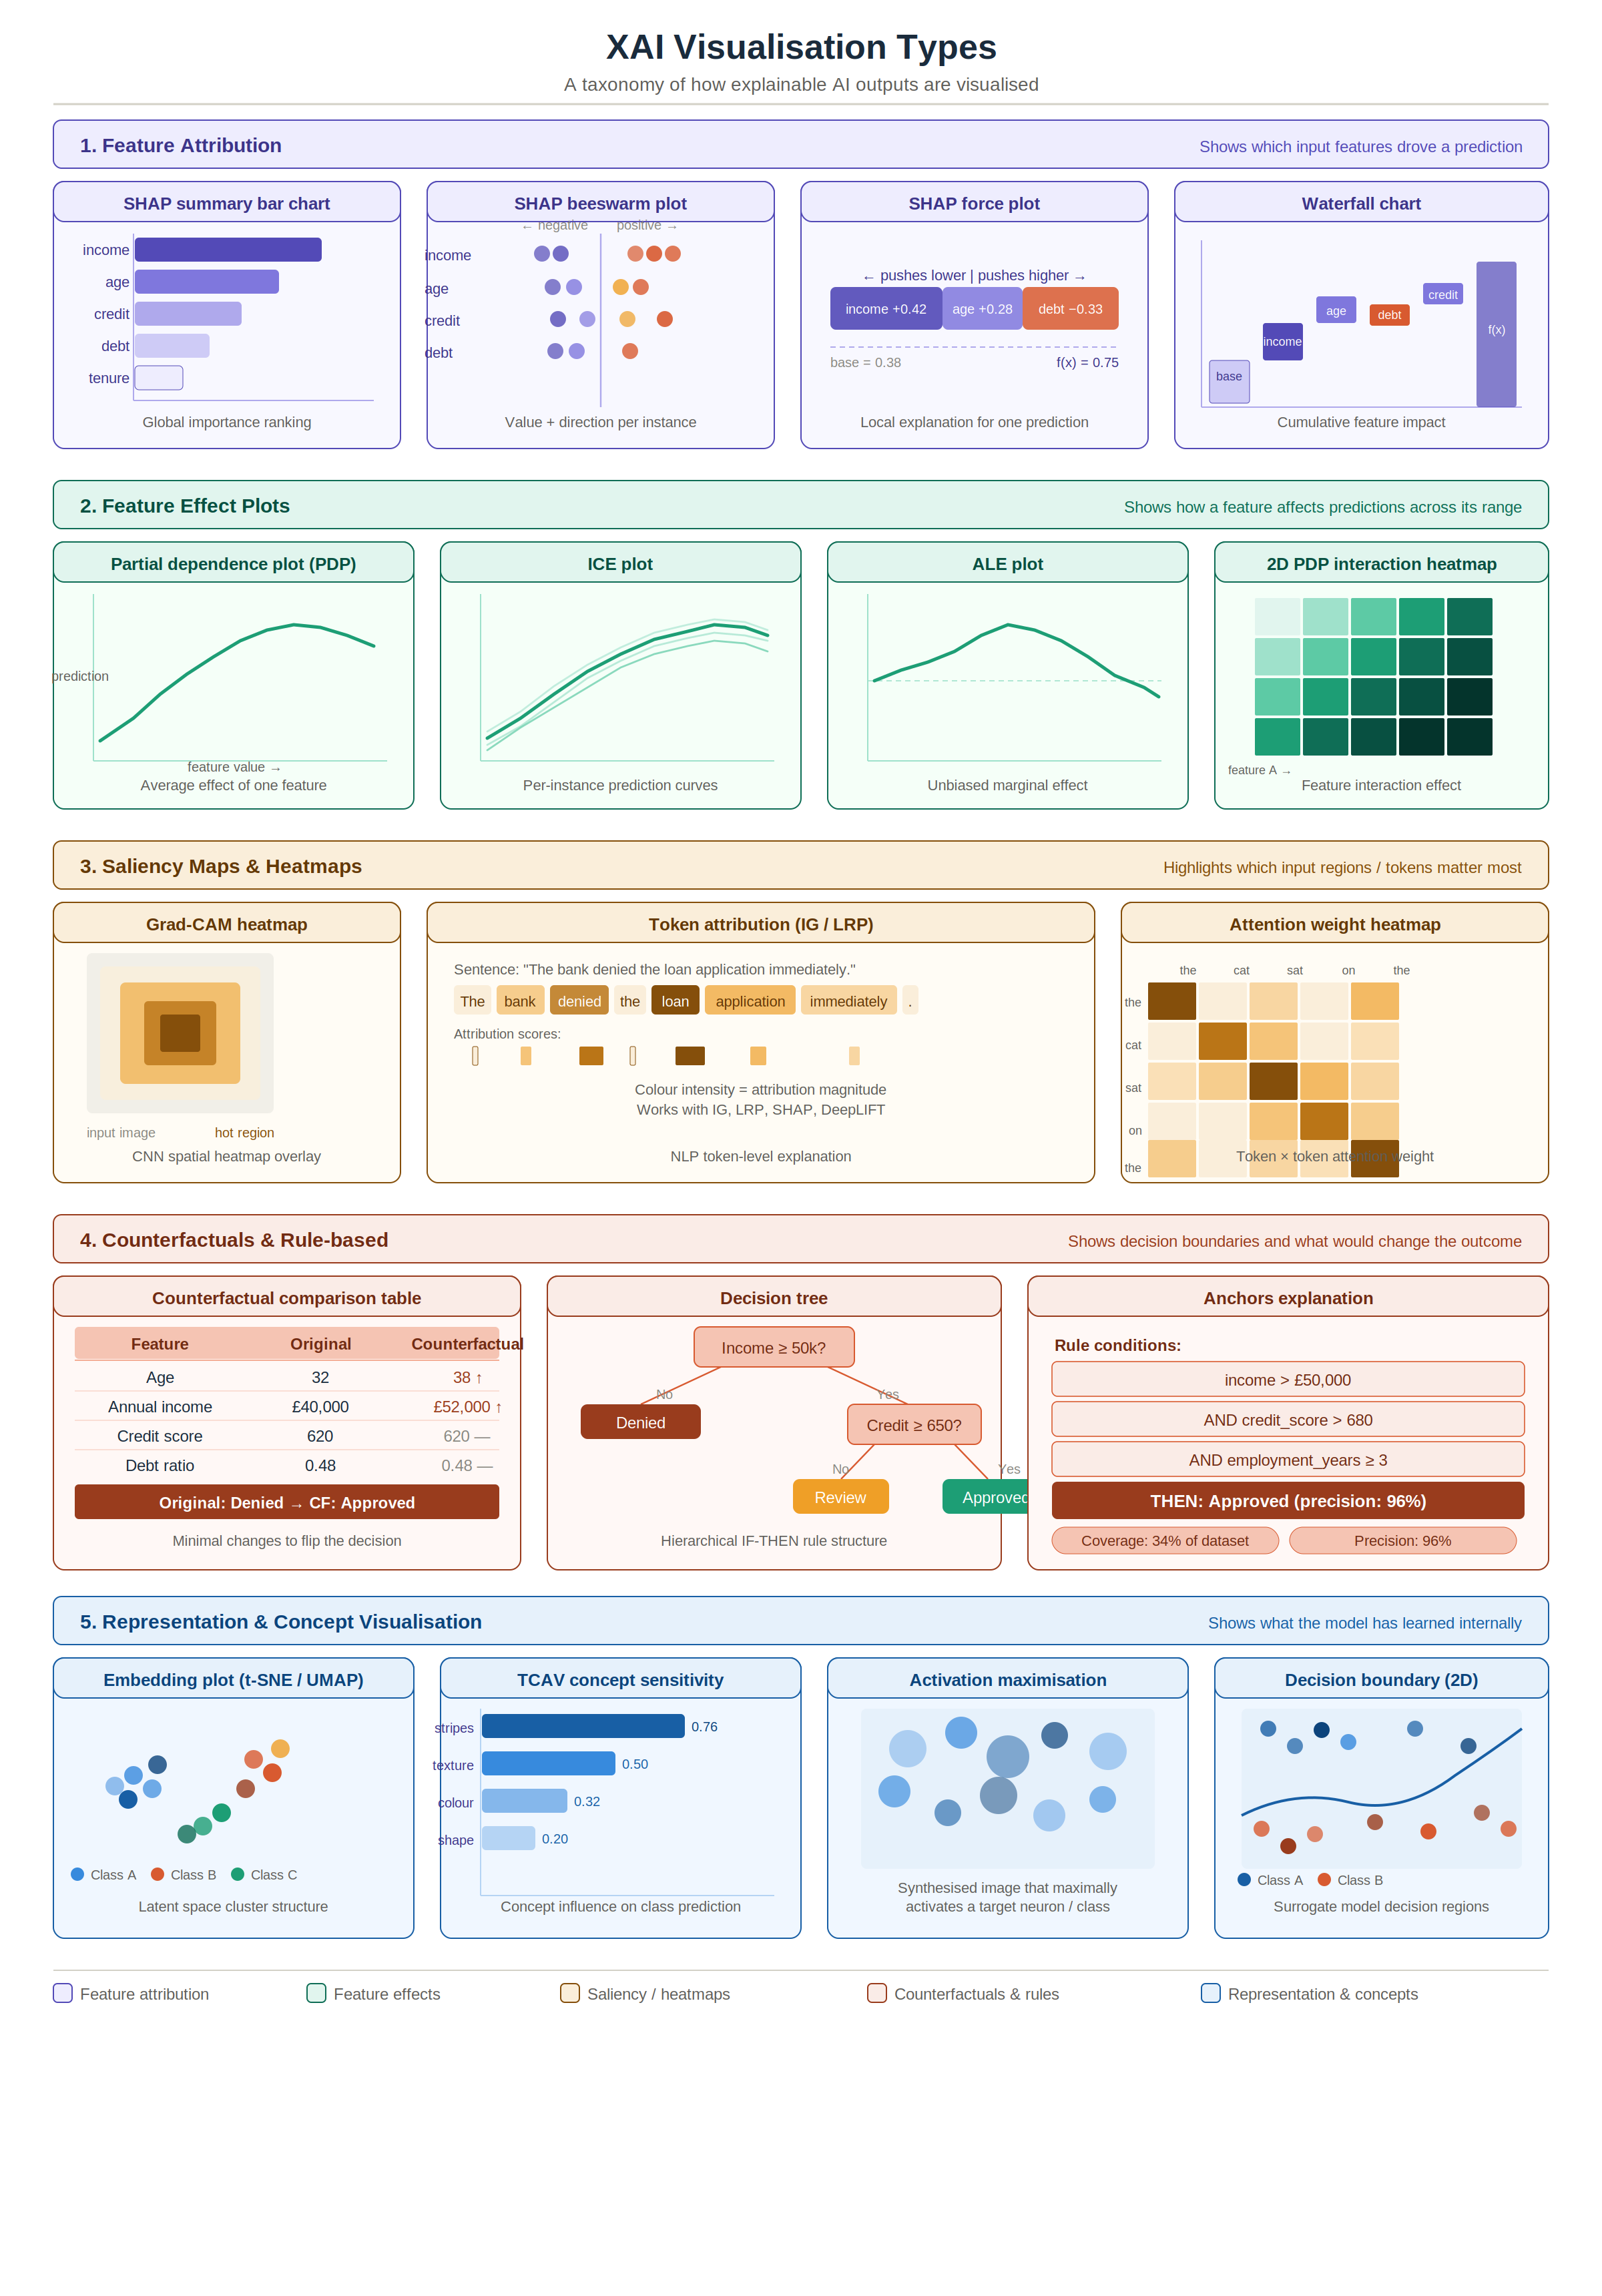 XAI Visualisation Types
A taxonomy of how explainable AI outputs are visualised
1. Feature Attribution
Shows which input features drove a prediction
SHAP summary bar chart
income
age
credit
debt
tenure
Global importance ranking
SHAP beeswarm plot
← negative
positive →
income
age
credit
debt
Value + direction per instance
SHAP force plot
← pushes lower | pushes higher →
income +0.42
age +0.28
debt −0.33
base = 0.38
f(x) = 0.75
Local explanation for one prediction
Waterfall chart
base
income
age
debt
credit
f(x)
Cumulative feature impact
2. Feature Effect Plots
Shows how a feature affects predictions across its range
Partial dependence plot (PDP)
prediction
feature value →
Average effect of one feature
ICE plot
Per-instance prediction curves
ALE plot
Unbiased marginal effect
2D PDP interaction heatmap
feature A →
Feature interaction effect
3. Saliency Maps & Heatmaps
Highlights which input regions / tokens matter most
Grad-CAM heatmap
input image
hot region
CNN spatial heatmap overlay
Token attribution (IG / LRP)
Sentence: "The bank denied the loan application immediately."
The bank denied the loan application immediately .
Attribution scores:
Colour intensity = attribution magnitude
Works with IG, LRP, SHAP, DeepLIFT
NLP token-level explanation
Attention weight heatmap
the cat sat on the
the
cat
sat
on
the
Token × token attention weight
4. Counterfactuals & Rule-based
Shows decision boundaries and what would change the outcome
Counterfactual comparison table
Feature Original Counterfactual
Age 32 38 ↑
Annual income £40,000 £52,000 ↑
Credit score 620 620 —
Debt ratio 0.48 0.48 —
Original: Denied → CF: Approved
Minimal changes to flip the decision
Decision tree
Income ≥ 50k?
No
Yes
Denied
Credit ≥ 650?
No
Yes
Review
Approved
Hierarchical IF-THEN rule structure
Anchors explanation
Rule conditions:
income > £50,000
AND credit_score > 680
AND employment_years ≥ 3
THEN: Approved (precision: 96%)
Coverage: 34% of dataset
Precision: 96%
5. Representation & Concept Visualisation
Shows what the model has learned internally
Embedding plot (t-SNE / UMAP)
Class A
Class B
Class C
Latent space cluster structure
TCAV concept sensitivity
stripes 0.76
texture 0.50
colour 0.32
shape 0.20
Concept influence on class prediction
Activation maximisation
Synthesised image that maximally
activates a target neuron / class
Decision boundary (2D)
Class A
Class B
Surrogate model decision regions
Feature attribution
Feature effects
Saliency / heatmaps
Counterfactuals & rules
Representation & concepts